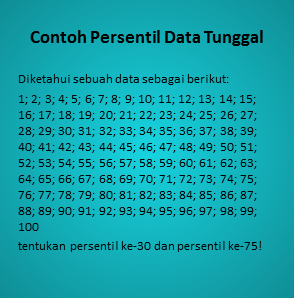 Contoh Persentil Data Tunggal
Diketahui sebuah data sebagai berikut:
1; 2; 3; 4; 5; 6; 7; 8; 9; 10; 11; 12; 13; 14; 15;
16; 17; 18; 19; 20; 21; 22; 23; 24; 25; 26; 27;
28; 29; 30; 31; 32; 33; 34; 35; 36; 37; 38; 39;
40; 41; 42; 43; 44; 45; 46; 47; 48; 49; 50; 51;
52; 53; 54; 55; 56; 57; 58; 59; 60; 61; 62; 63;
64; 65; 66; 67; 68; 69; 70; 71; 72; 73; 74; 75;
76; 77; 78; 79; 80; 81; 82; 83; 84; 85; 86; 87;
88; 89; 90; 91; 92; 93; 94; 95; 96; 97; 98; 99;
100
tentukan persentil ke-30 dan persentil ke-75!